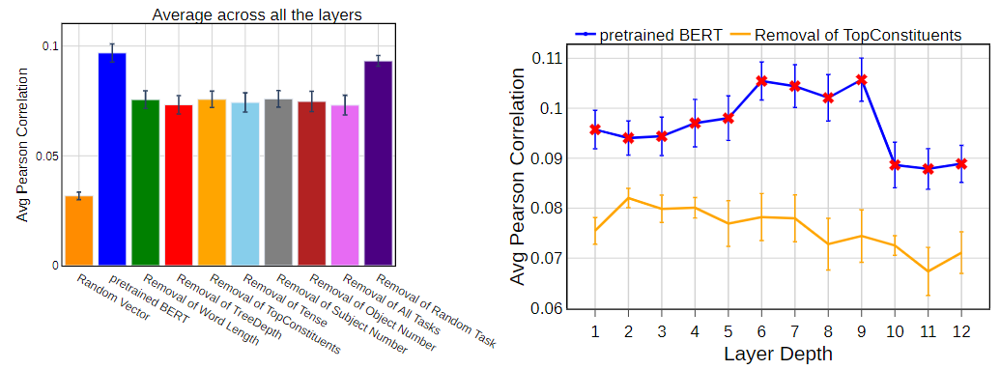 Average across all the layers
Avg Pearson Correlation
0.1
0.05
0
Random Vector
pretrained BERT
Removal of Word Length
Removal of TreeDepth
Removal of TopConstituents
Removal of Tense
Removal of Subject Number
Removal of Object Number
Removal of All Tasks
Removal of Random Task
pretrained BERT
Removal of TopConstituents
Avg Pearson Correlation
0.11
0.1
0.09
0.08
0.07
0.06
1 2 3 4 5 6 7 8 9 10 11 12
Layer Depth